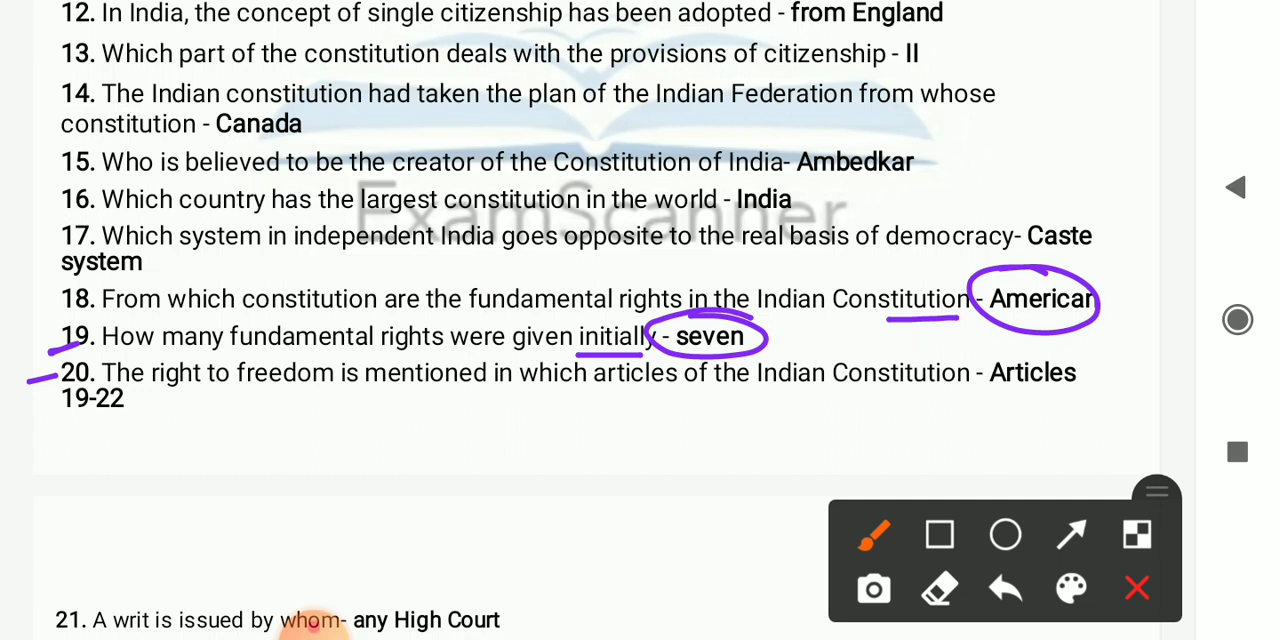 12. In India, the concept of single citizenship has been adopted - from England
13. Which part of the constitution deals with the provisions of citizenship - II
14. The Indian constitution had taken the plan of the Indian Federation from whose
constitution - Canada
15. Who is believed to be the creator of the Constitution of India- Ambedkar
16. Which country has the largest constitution in the world - India
ExamScanner
17. Which system in independent India goes opposite to the real basis of democracy- Caste
system
18. From which constitution are the fundamental rights in the Indian Constitution - American
19. How many fundamental rights were given initially - seven
20. The right to freedom is mentioned in which articles of the Indian Constitution - Articles
19-22
21. A writ is issued by whom- any High Court